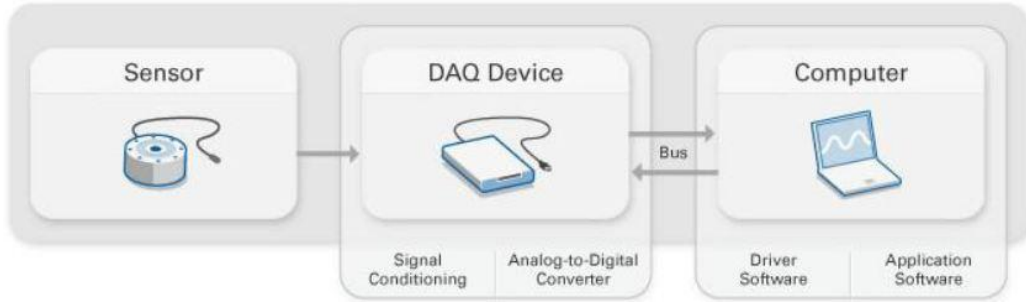 Sensor
DAQ Device
Computer
Bus
Signal
Conditioning
Analog-to-Digital
Converter
Driver
Software
Application
Software